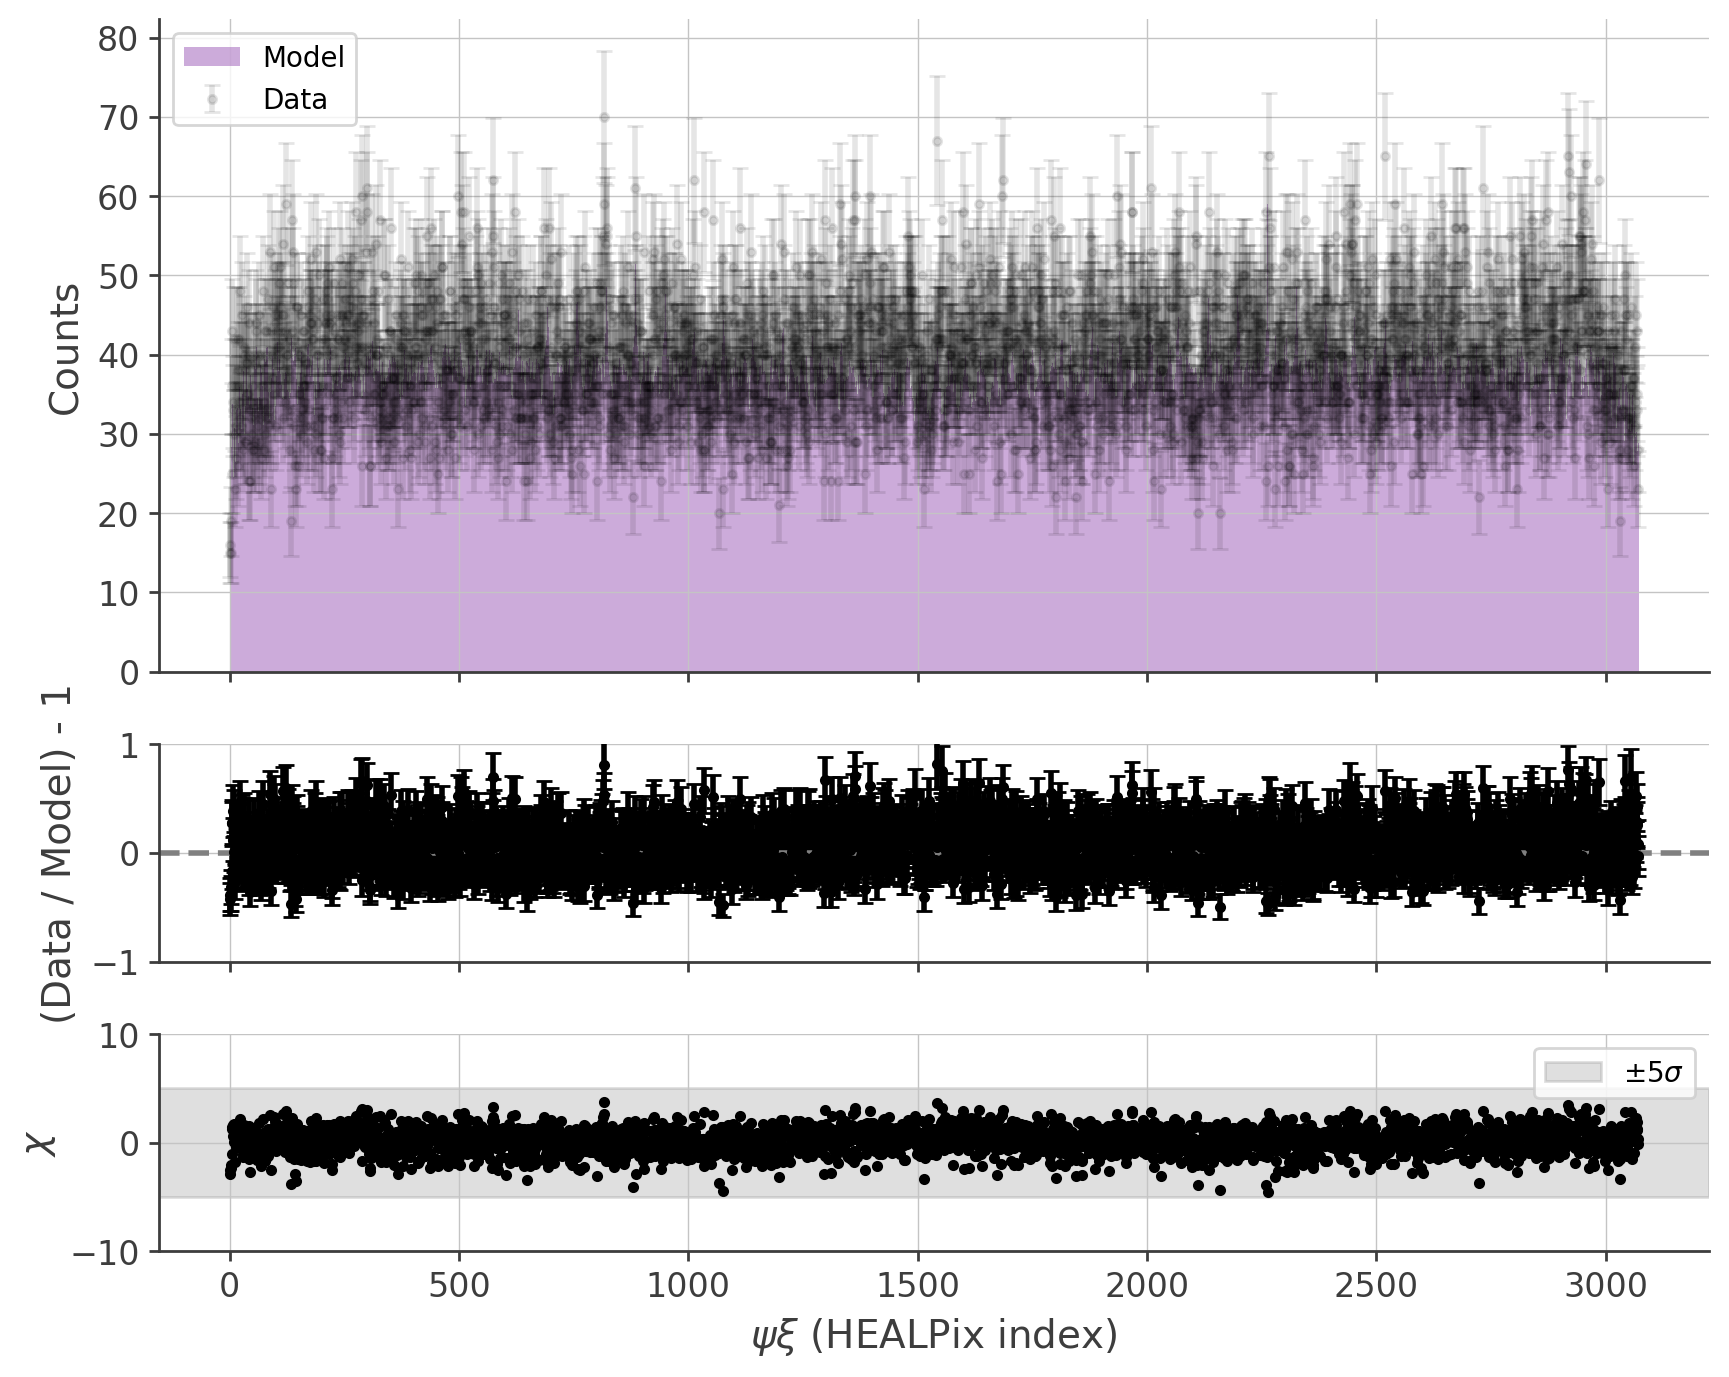 80
70
60
50
40
30
20
10
0
Counts
Model
Data
1
0
−1
(Data / Model) - 1
10
0
−10
χ
±5σ
0 500 1000 1500 2000 2500 3000
ψξ (HEALPix index)